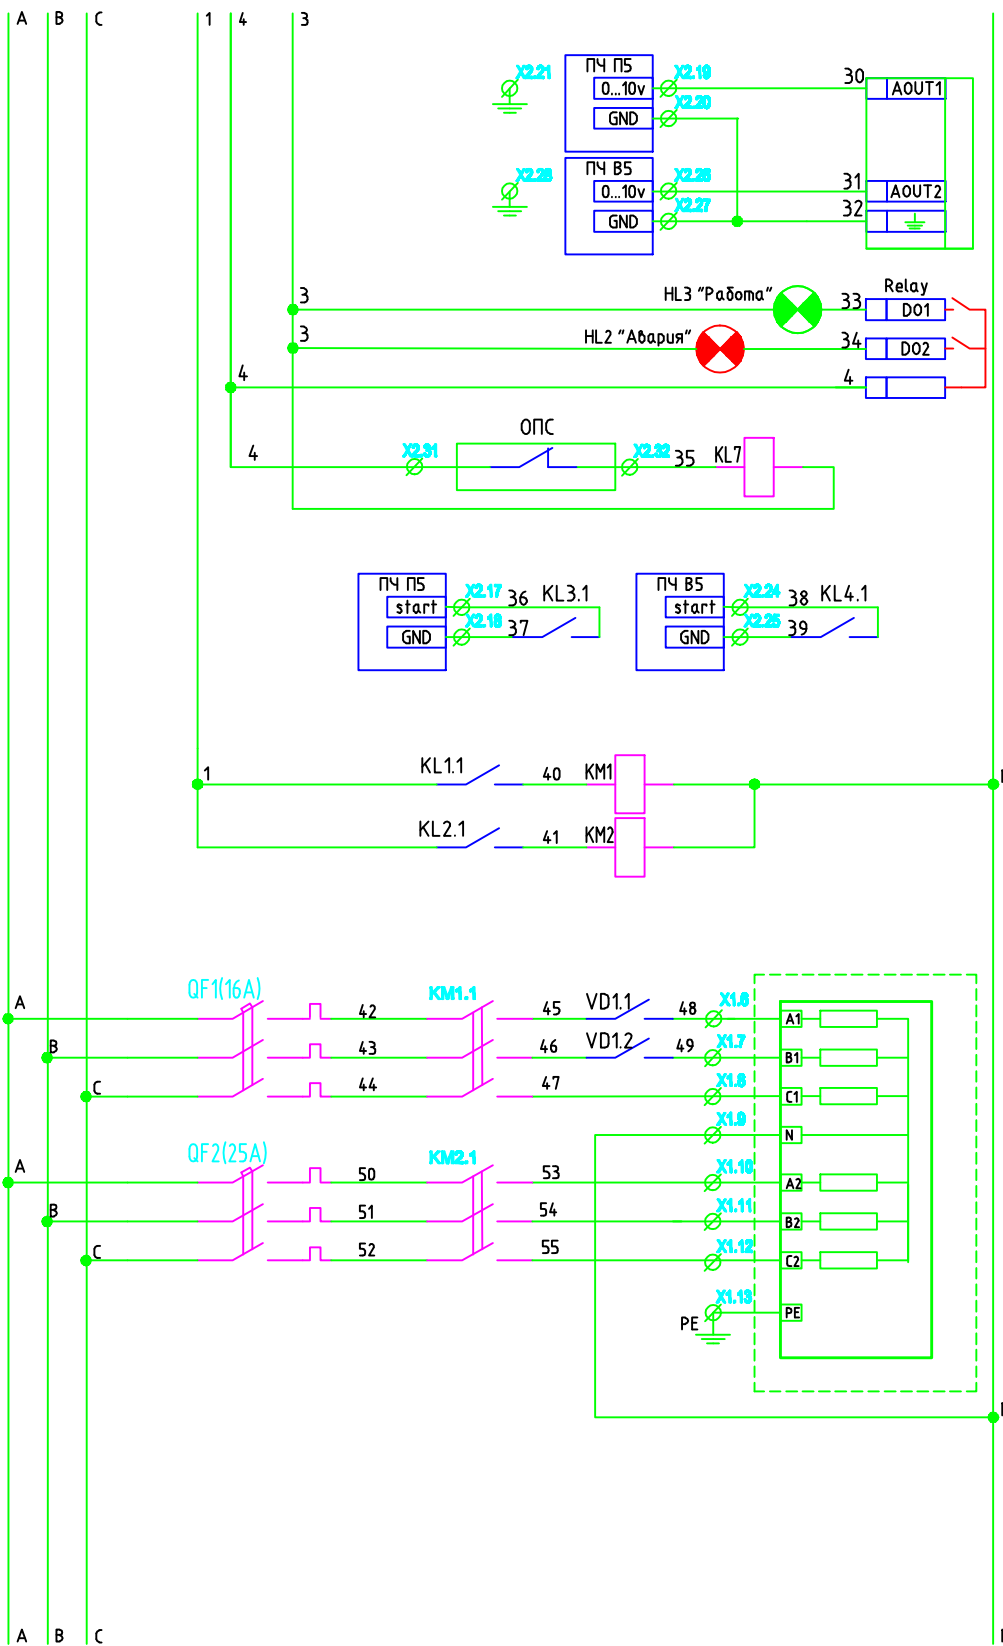 A B C 1 4 3
X2.21 ПЧ П5 X2.19 30
0...10v AOUT1
X2.20
GND
X2.28 ПЧ В5 X2.26 31
0...10v AOUT2
X2.27 32
GND
Relay
3 HL3 "Работа" 33 DO1
3 HL2 "Авария" 34 DO2
4 4
ОПС
4 X2.31 X2.32 35 KL7
ПЧ П5 X2.17 36 KL3.1 ПЧ В5 X2.24 38 KL4.1
start start
X2.18 37 X2.25 39
GND GND
1 KL1.1 40 KM1
KL2.1 41 KM2
QF1(16A) KM1.1
A 42 45 VD1.1 48 X1.6 A1
B 43 46 VD1.2 49 X1.7 B1
C 44 47 X1.8 C1
X1.9 N
QF2(25A) KM2.1
A 50 53 X1.10 A2
B 51 54 X1.11 B2
C 52 55 X1.12 C2
X1.13
PE PE
A B C